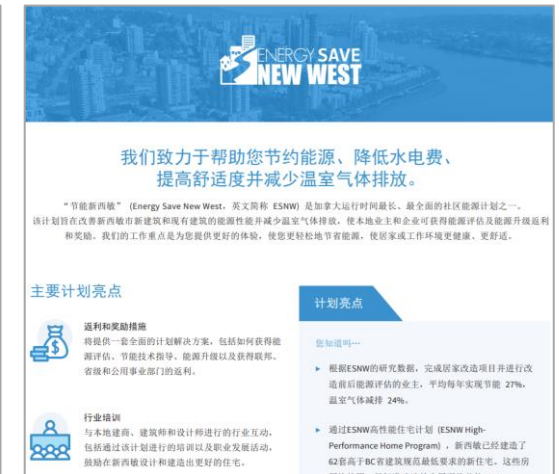 ENERGY SAVE
NEW WEST
我们致力于帮助您节约能源、降低水电费、
提高舒适度并减少温室气体排放。
“节能新西敏” (Energy Save New West，英文简称 ESNW) 是加拿大运行时间最长、最全面的社区能源计划之一。
该计划旨在改善新西敏市新建筑和现有建筑的能源性能并减少温室气体排放，使本地业主和企业可获得能源评估及能源升级返利
和奖励。我们的工作重点是为您提供更好的体验，使您更轻松地节省能源，使居家或工作环境更健康、更舒适。
主要计划亮点
返利和奖励措施
将提供一套全面的计划解决方案，包括如何获得能
源评估、节能技术指导、能源升级以及获得联邦、
省级和公用事业部门的返利。
行业培训
与本地建商、建筑师和设计师进行的行业互动，
包括通过该计划进行的培训以及职业发展活动，
鼓励在新西敏设计和建造出更好的住宅。
计划亮点
您知道吗…
▸ 根据ESNW的研究数据，完成居家改造项目并进行改
造前后能源评估的业主，平均每年实现节能 27%，
温室气体减排 24%。
▸ 通过ESNW高性能住宅计划 (ESNW High-
Performance Home Program) ，新西敏已经建造了
62套高于BC省建筑规范最低要求的新住宅。这些房